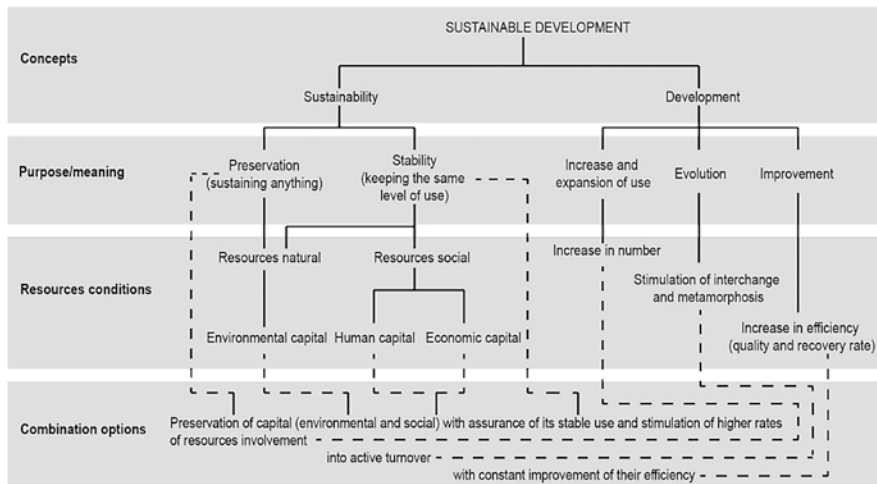 SUSTAINABLE DEVELOPMENT
Concepts
Sustainability
Development
Purpose/meaning
Preservation
(sustaining anything)
Stability
(keeping the same
level of use)
Increase and
expansion of use
Evolution
Improvement
Resources conditions
Resources natural
Resources social
Increase in number
Stimulation of interchange
and metamorphosis
Environmental capital
Human capital
Economic capital
Increase in efficiency
(quality and recovery rate)
Combination options
Preservation of capital (environmental and social) with assurance of its stable use and stimulation of higher rates
of resources involvement
into active turnover
with constant improvement of their efficiency